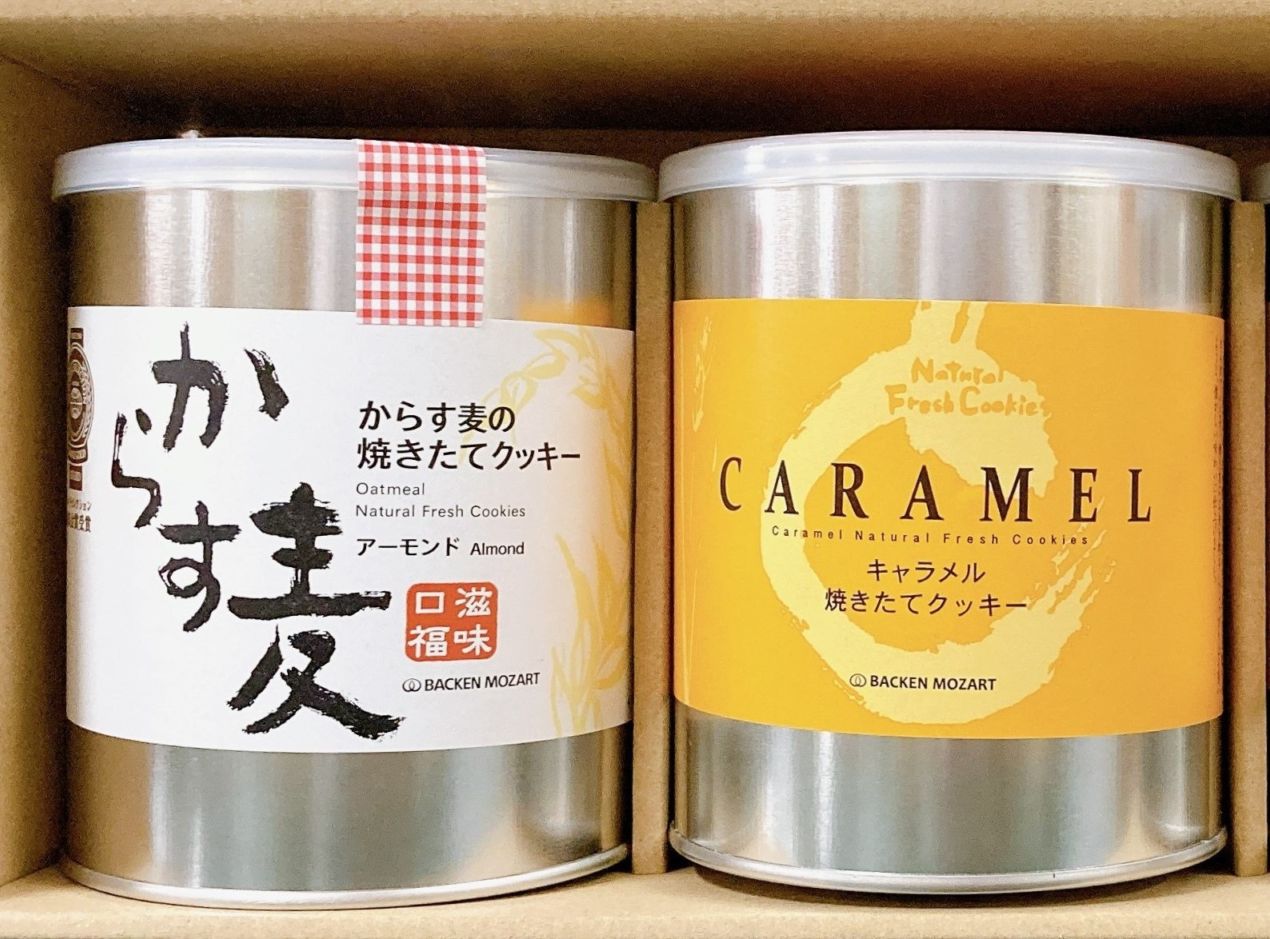 からす麦
からす麦の
焼きたてクッキー
Oatmeal
Natural Fresh Cookies
アーモンド Almond
滋味
口福
BACKEN MOZART
Natural
Fresh Cookies
CARAMEL
Caramel Natural Fresh Cookies
キャラメル
焼きたてクッキー
BACKEN MOZART